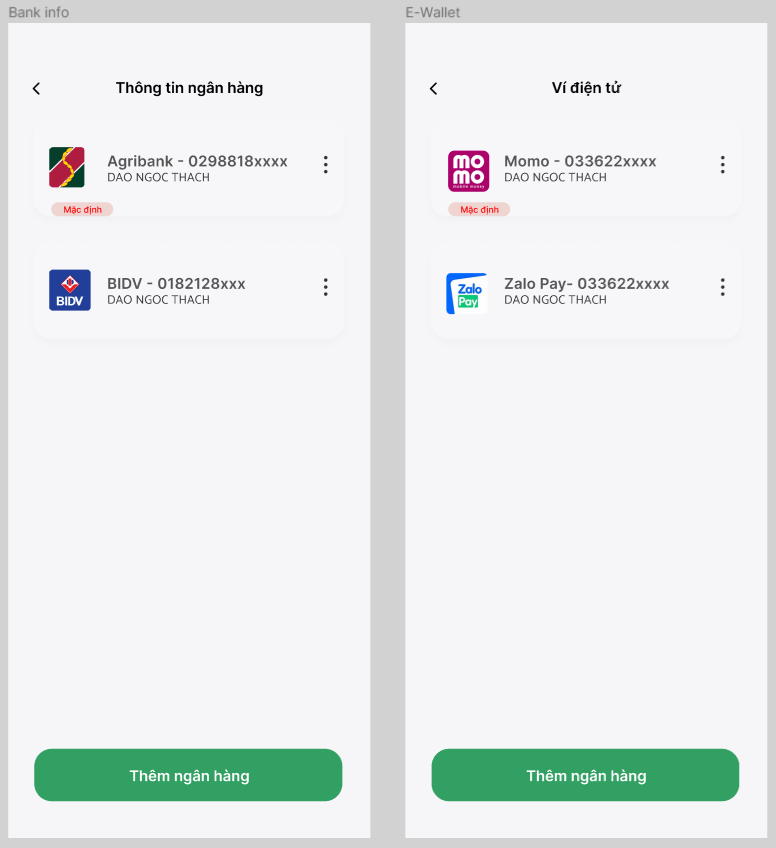 Bank info
Thông tin ngân hàng
Agribank - 0298818xxxx
DAO NGOC THACH
Mặc định
BIDV
BIDV - 0182128xxx
DAO NGOC THACH
Thêm ngân hàng
E-Wallet
Ví điện tử
mo
mo
mobile money
Momo - 033622xxxx
DAO NGOC THACH
Mặc định
Zalo
Pay
Zalo Pay- 033622xxxx
DAO NGOC THACH
Thêm ngân hàng